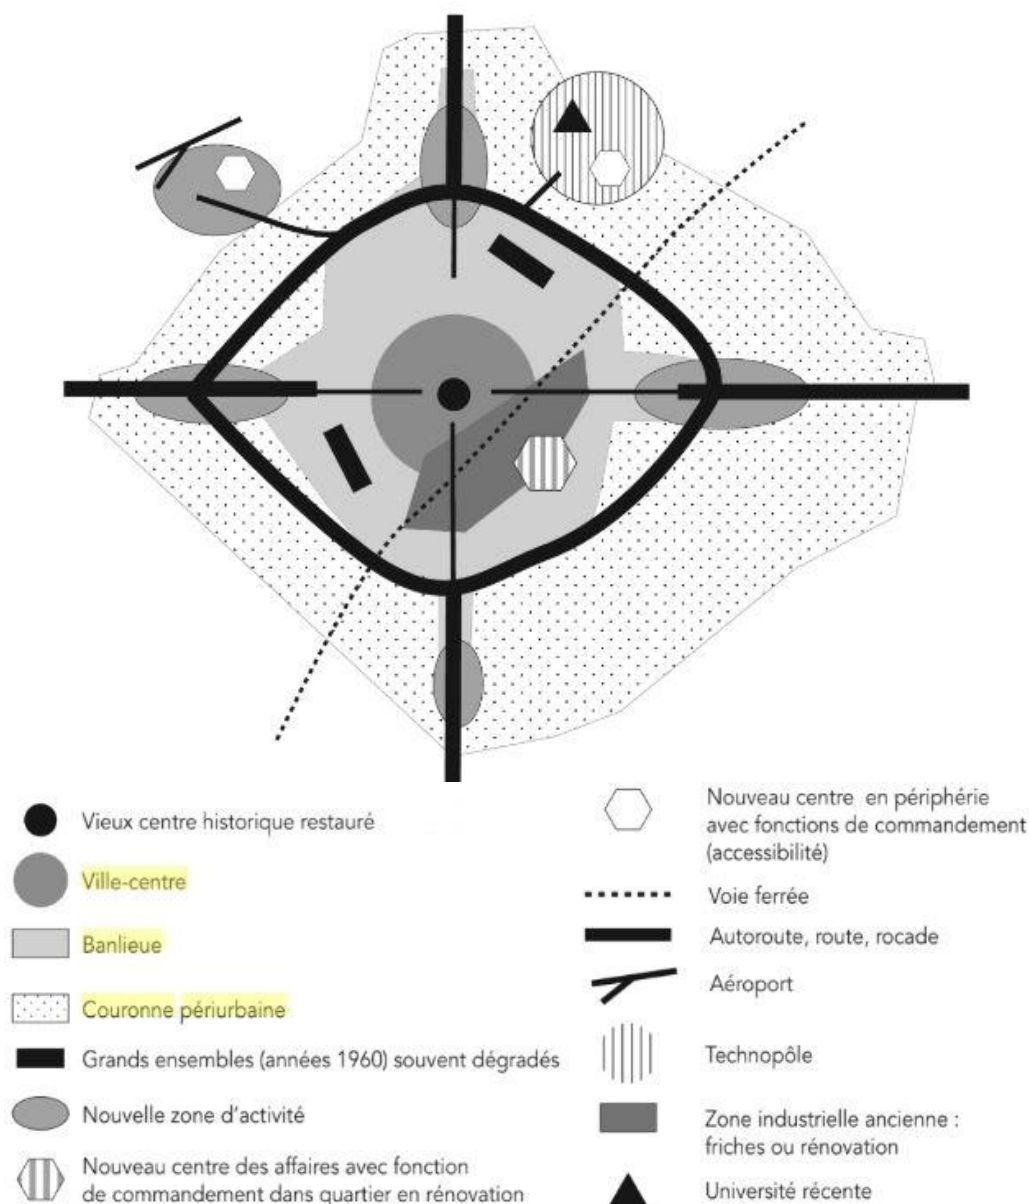 Vieux centre historique restauré
Ville-centre
Banlieue
Couronne périurbaine
Grands ensembles (années 1960) souvent dégradés
Nouvelle zone d'activité
Nouveau centre des affaires avec fonction
de commandement dans quartier en rénovation
Nouveau centre en périphérie
avec fonctions de commandement
(accessibilité)
Voie ferrée
Autoroute, route, rocade
Aéroport
Technopôle
Zone industrielle ancienne :
friches ou rénovation
Université récente